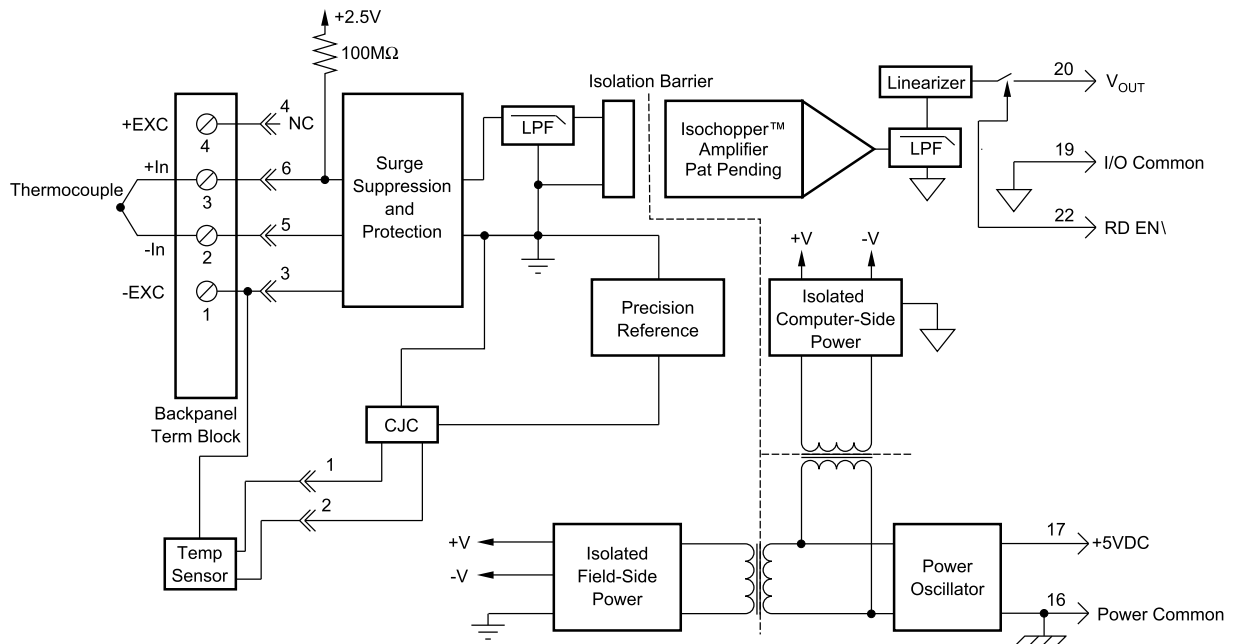 +2.5V
100MΩ
Isolation Barrier
+EXC
4
4
NC
+In
3
6
Thermocouple
-In
2
5
-EXC
1
3
Surge
Suppression
and
Protection
LPF
Isochopper™
Amplifier
Pat Pending
Linearizer
LPF
20
VOUT
19
I/O Common
22
RD EN\
Precision
Reference
+V
-V
Isolated
Computer-Side
Power
Backpanel
Term Block
CJC
1
2
Temp
Sensor
+V
-V
Isolated
Field-Side
Power
Power
Oscillator
17
+5VDC
16
Power Common